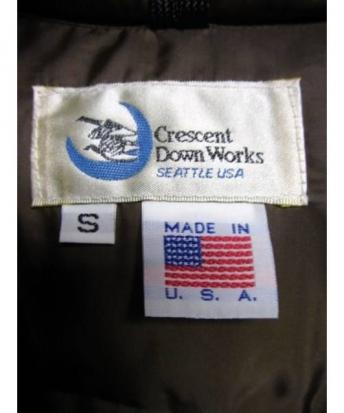 Crescent
Down Works
SEATTLE USA
S
MADE IN
U. S. A.